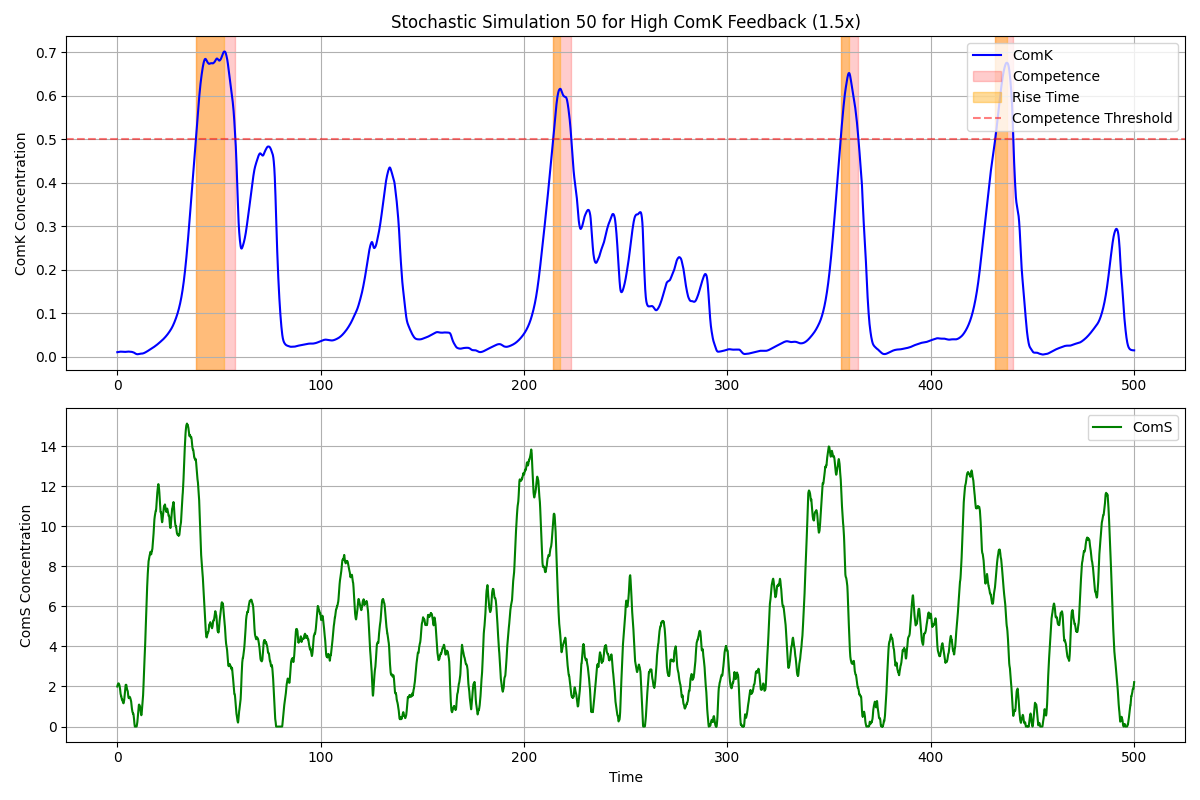 Stochastic Simulation 50 for High ComK Feedback (1.5x)
ComK Concentration
0.7
0.6
0.5
0.4
0.3
0.2
0.1
0.0
ComK
Competence
Rise Time
Competence Threshold
0 100 200 300 400 500
ComS Concentration
14
12
10
8
6
4
2
0
ComS
0 100 200 300 400 500
Time